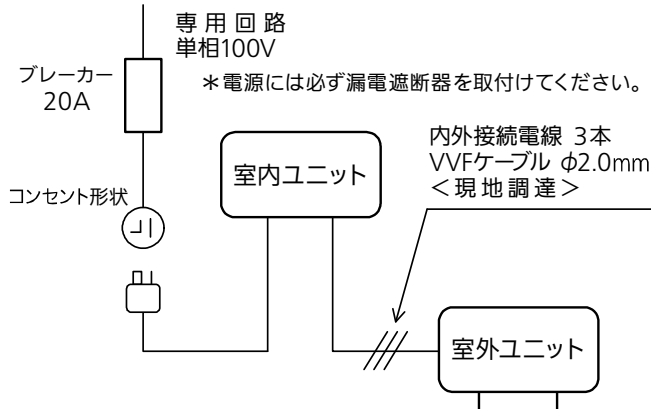 専用回路
単相100V
ブレーカー
20A
＊電源には必ず漏電遮断器を取付けてください。
内外接続電線 3本
VVFケーブル φ2.0mm
＜現地調達＞
室内ユニット
コンセント形状
室外ユニット